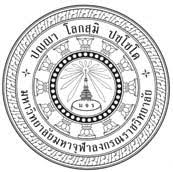 ปญฺญา โลกสฺมิ ปชฺโชโต
ม จ ร
มหาวิทยาลัยมหาจุฬาลงกรณราชวิทยาลัย